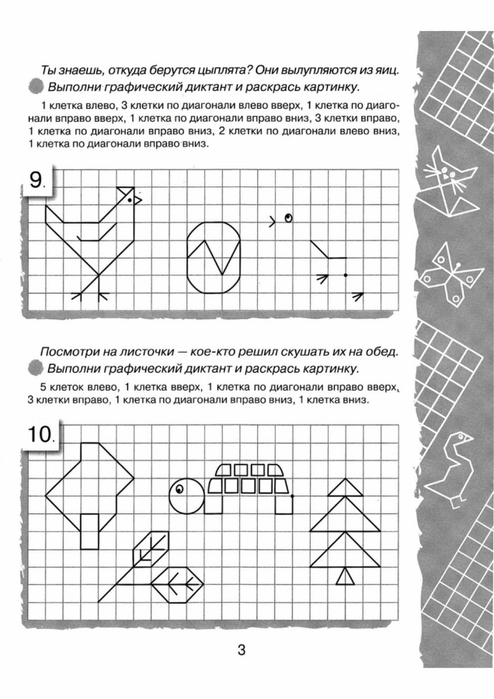 Ты знаешь, откуда берутся цыплята? Они вылупляются из яиц.
Выполни графический диктант и раскрась картинку.
1 клетка влево, 3 клетки по диагонали влево вверх, 1 клетка по диаго-
нали вправо вверх, 1 клетка по диагонали вправо вниз, 3 клетки вправо,
1 клетка по диагонали вправо вниз, 2 клетки по диагонали влево вниз,
1 клетка по диагонали вправо вниз.
9.
Посмотри на листочки — кое-кто решил скушать их на обед.
Выполни графический диктант и раскрась картинку.
5 клеток влево, 1 клетка вверх, 1 клетка по диагонали вправо вверх,
3 клетки вправо, 1 клетка по диагонали вправо вниз, 1 клетка вниз.
10.
3